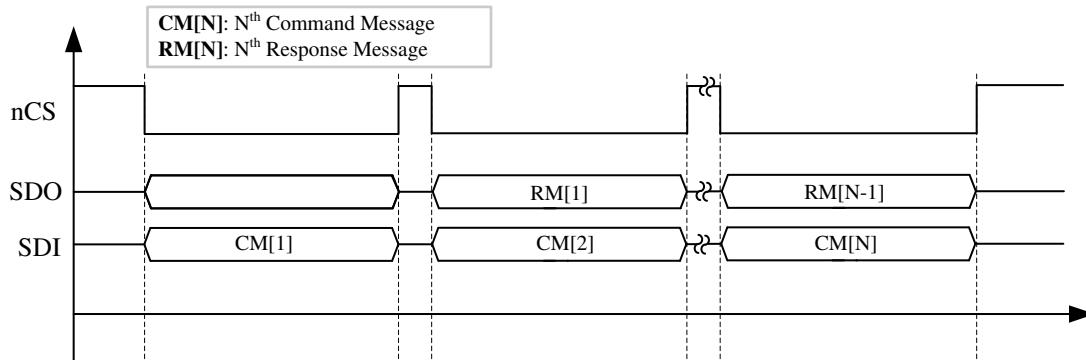 CM[N]: Nth Command Message
RM[N]: Nth Response Message
nCS
SDO RM[1] RM[N-1]
SDI CM[1] CM[2] CM[N]